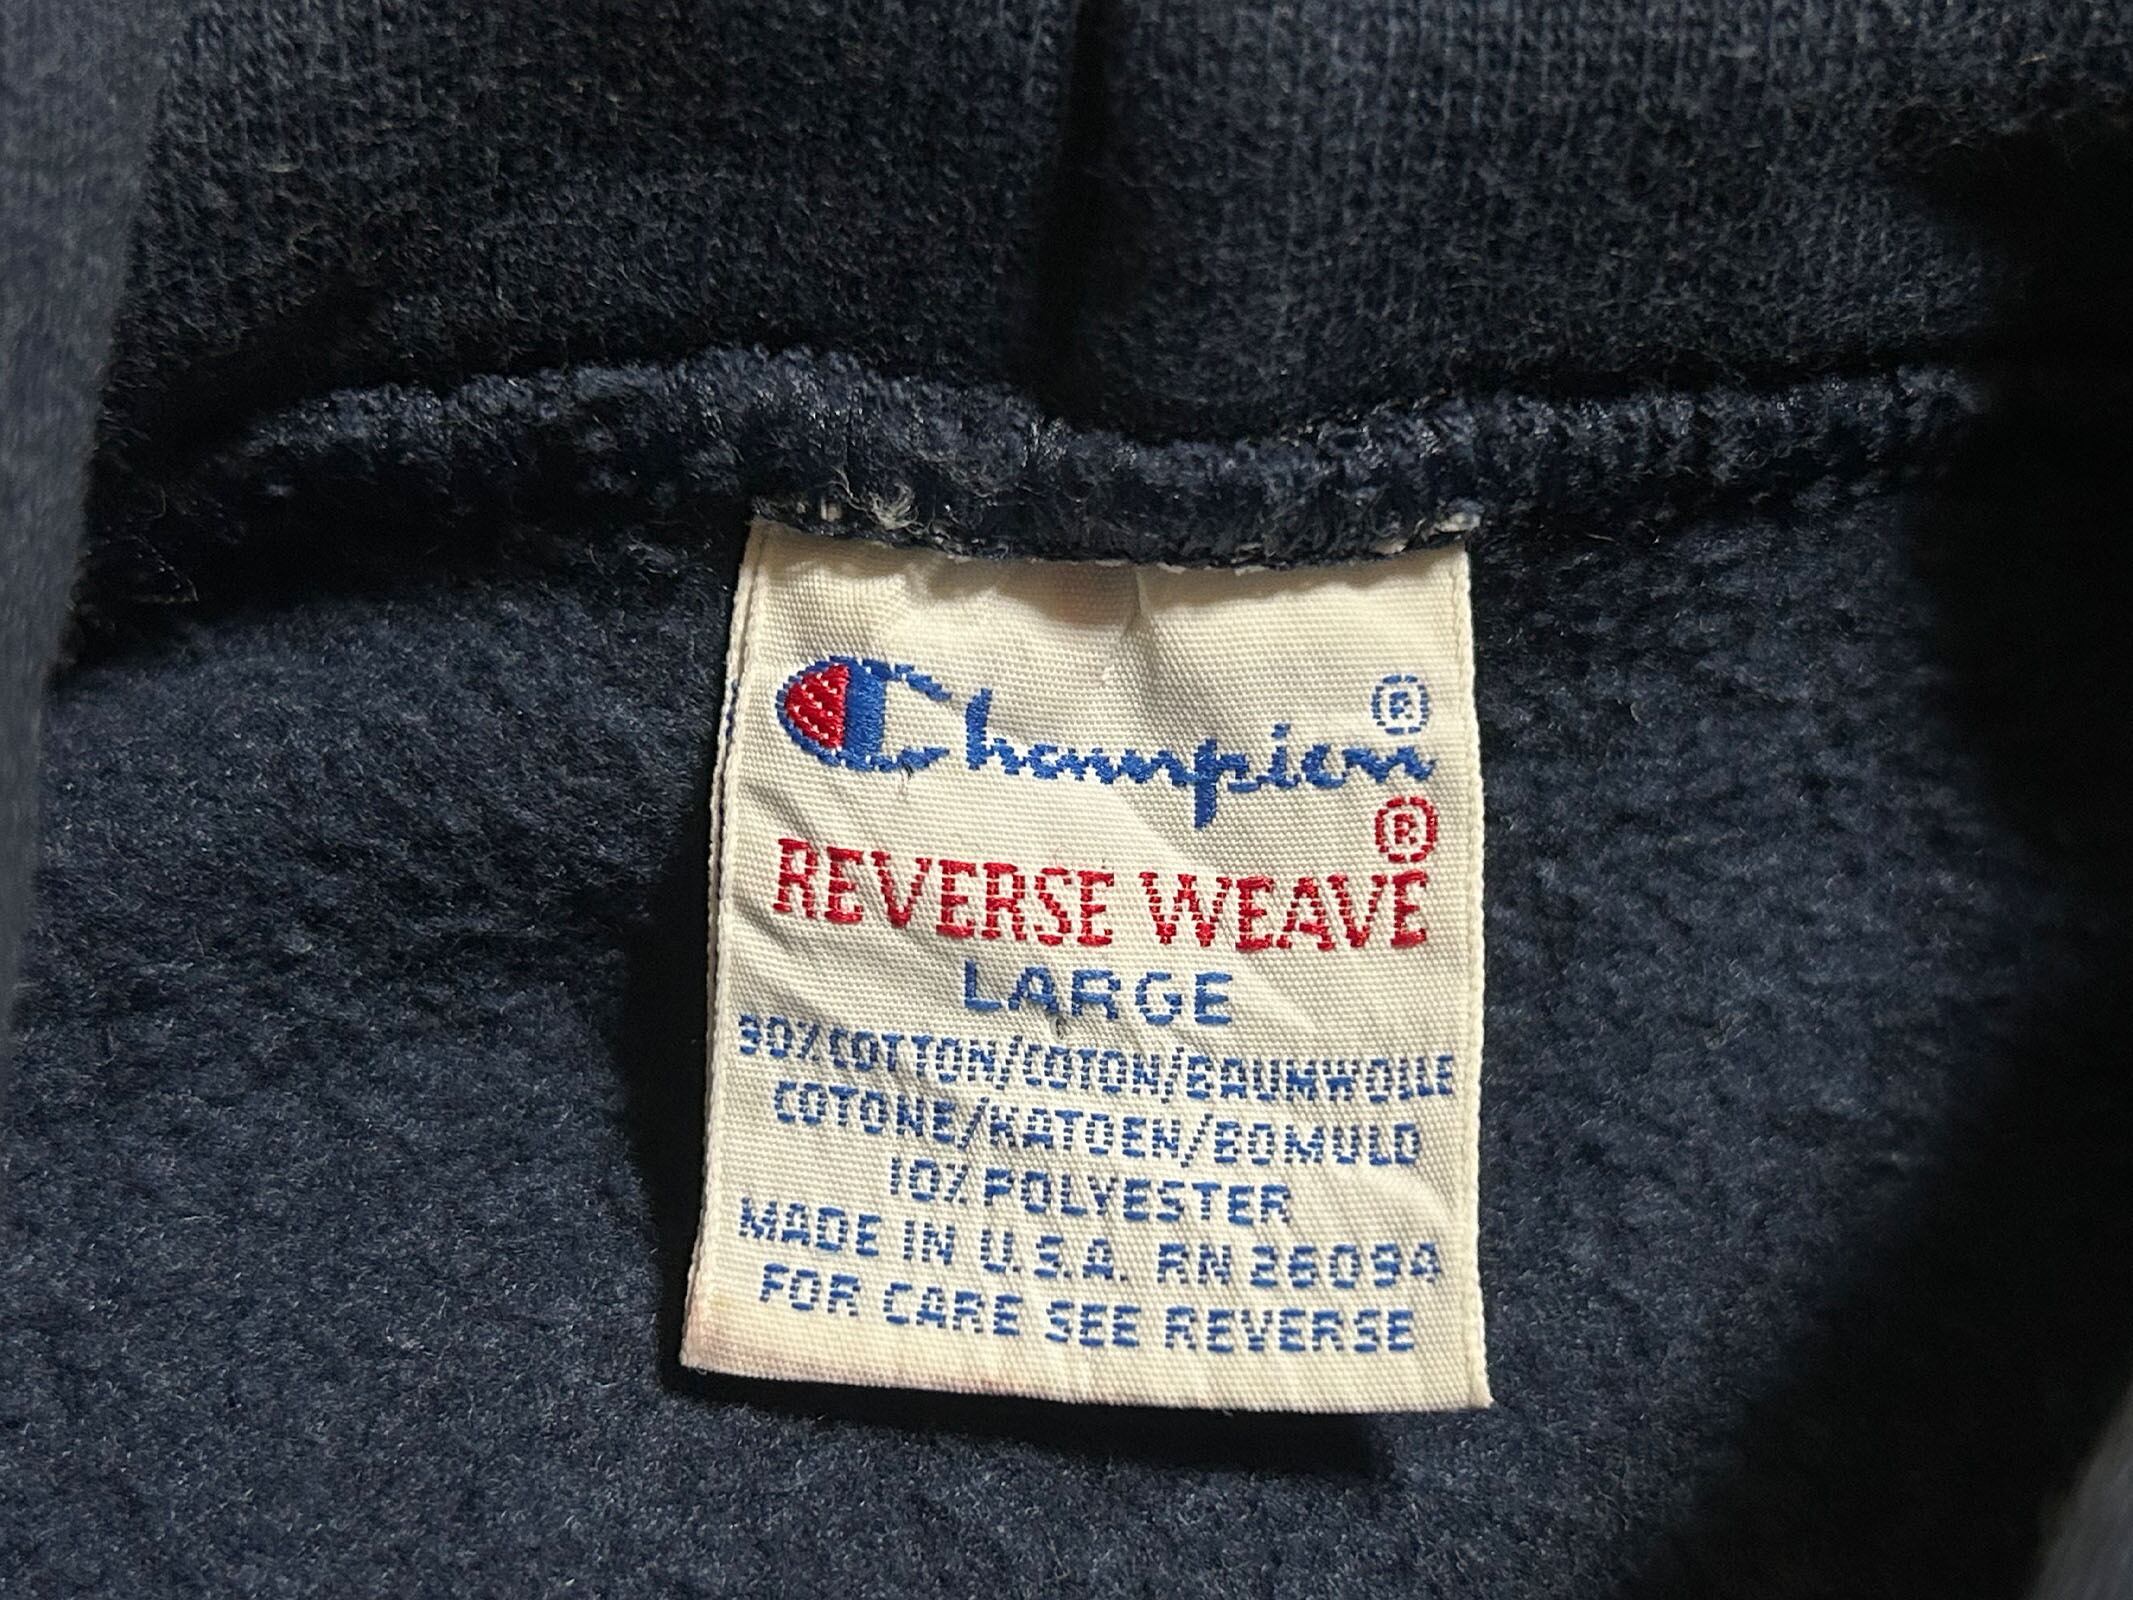 Champion®
REVERSE WEAVE®
LARGE
90% COTTON/COTON/BAUMWOLLE
COTONE/KATOEN/BOMULD
10% POLYESTER
MADE IN U.S.A. RN 26094
FOR CARE SEE REVERSE